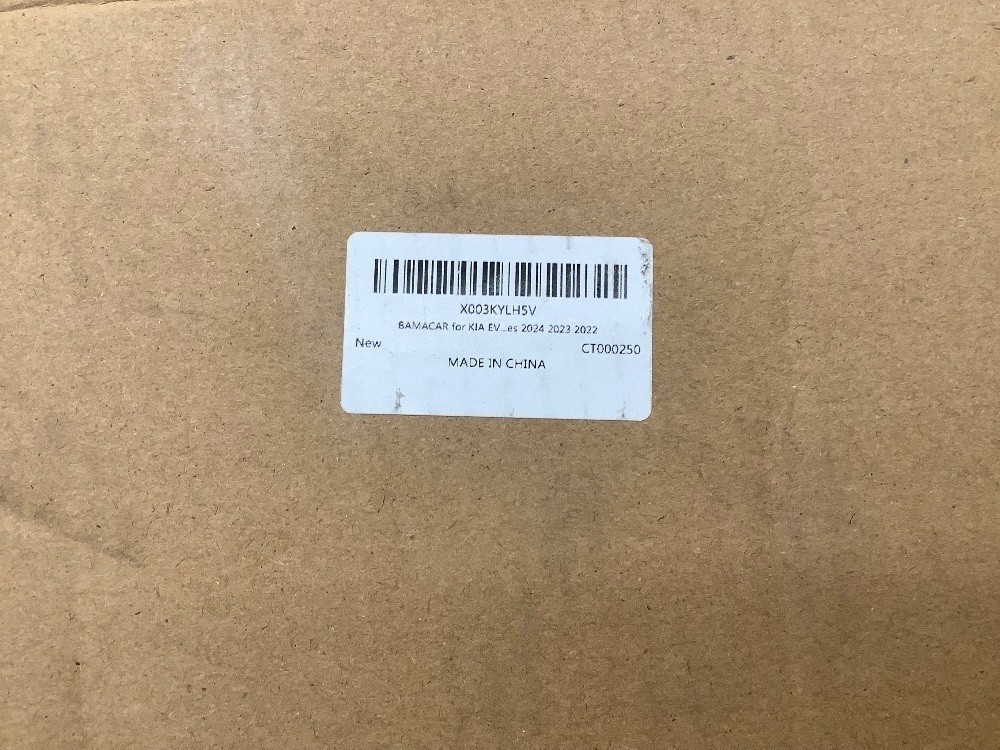 X003KYLH5V
BAMACAR for KIA EV...es 2024 2023 2022
New
CT000250
MADE IN CHINA